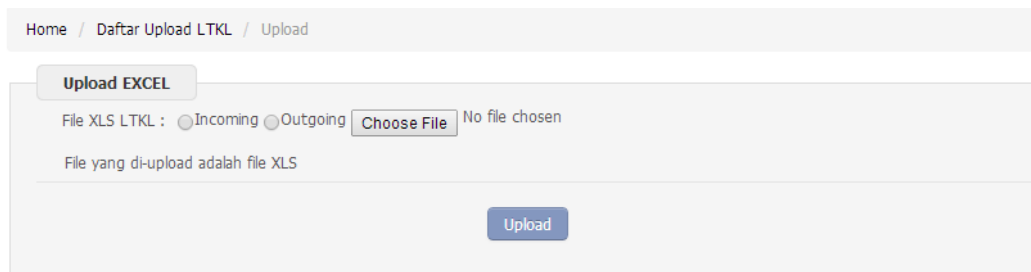 Home / Daftar Upload LTKL / Upload
Upload EXCEL
File XLS LTKL : Incoming Outgoing Choose File No file chosen
File yang di-upload adalah file XLS
Upload